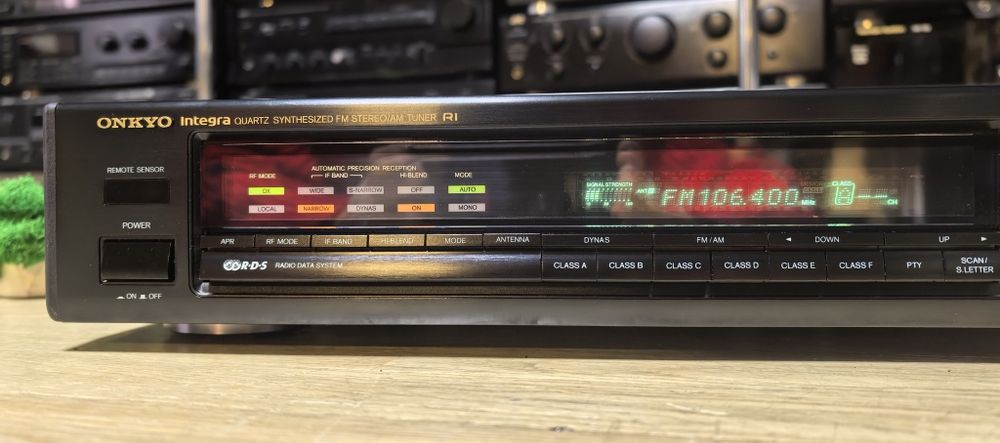 ONKYO Integra QUARTZ SYNTHESIZED FM STEREO/AM TUNER RI
REMOTE SENSOR
POWER
ON OFF
AUTOMATIC PRECISION RECEPTION
RF MODE IF BAND HI-BLEND MODE
DX WIDE S-NARROW OFF AUTO
LOCAL NARROW DYNAS ON MONO
SIGNAL STRENGTH ANT FM106.400 MHz CLASS CH
APR RF MODE IF BAND HI-BLEND MODE ANTENNA DYNAS FM/AM DOWN UP
R·D·S RADIO DATA SYSTEM CLASS A CLASS B CLASS C CLASS D CLASS E CLASS F PTY SCAN/
S.LETTER